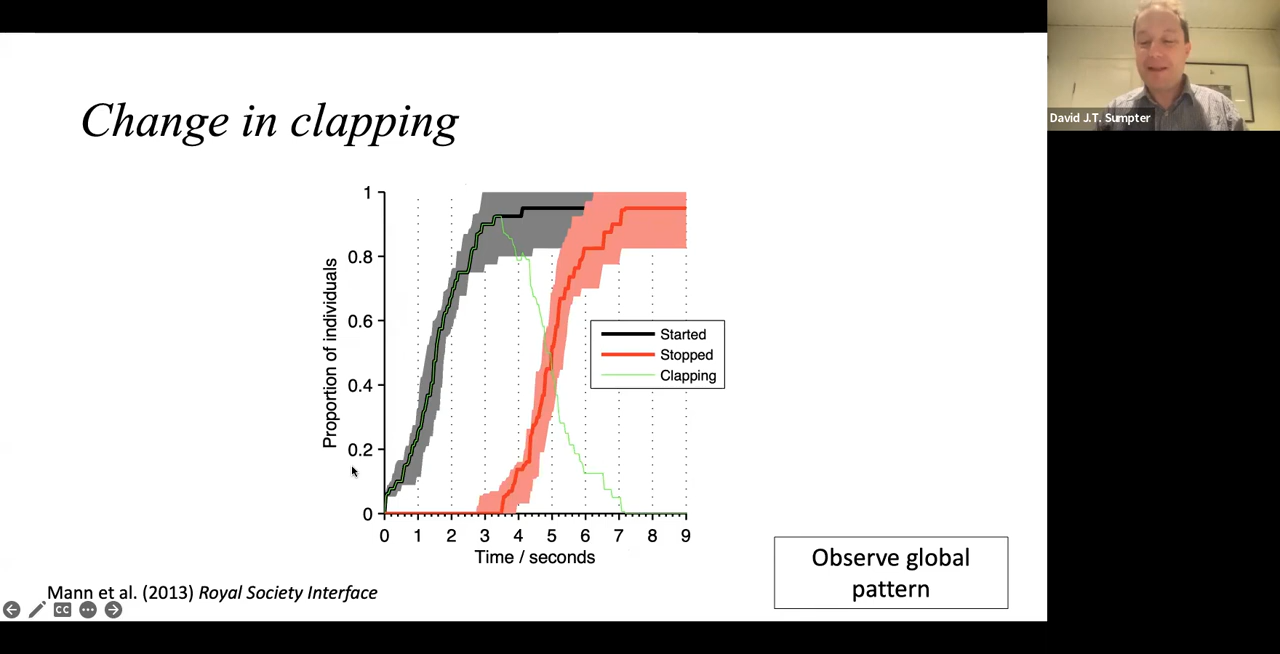 Change in clapping
David J.T. Sumpter
1
0.8
0.6
0.4
0.2
0
Proportion of individuals
Started
Stopped
Clapping
0 1 2 3 4 5 6 7 8 9
Time / seconds
Observe global
pattern
Mann et al. (2013) Royal Society Interface
CC